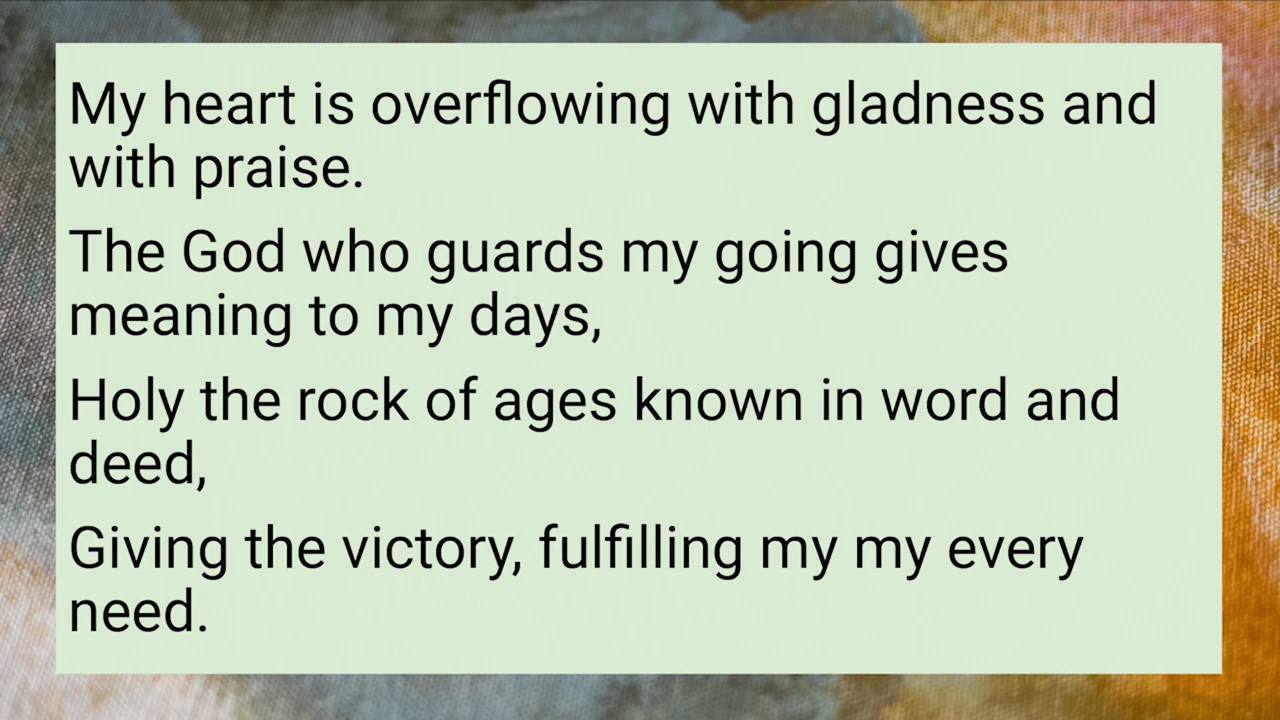 My heart is overflowing with gladness and
with praise.
The God who guards my going gives
meaning to my days,
Holy the rock of ages known in word and
deed,
Giving the victory, fulfilling my my every
need.